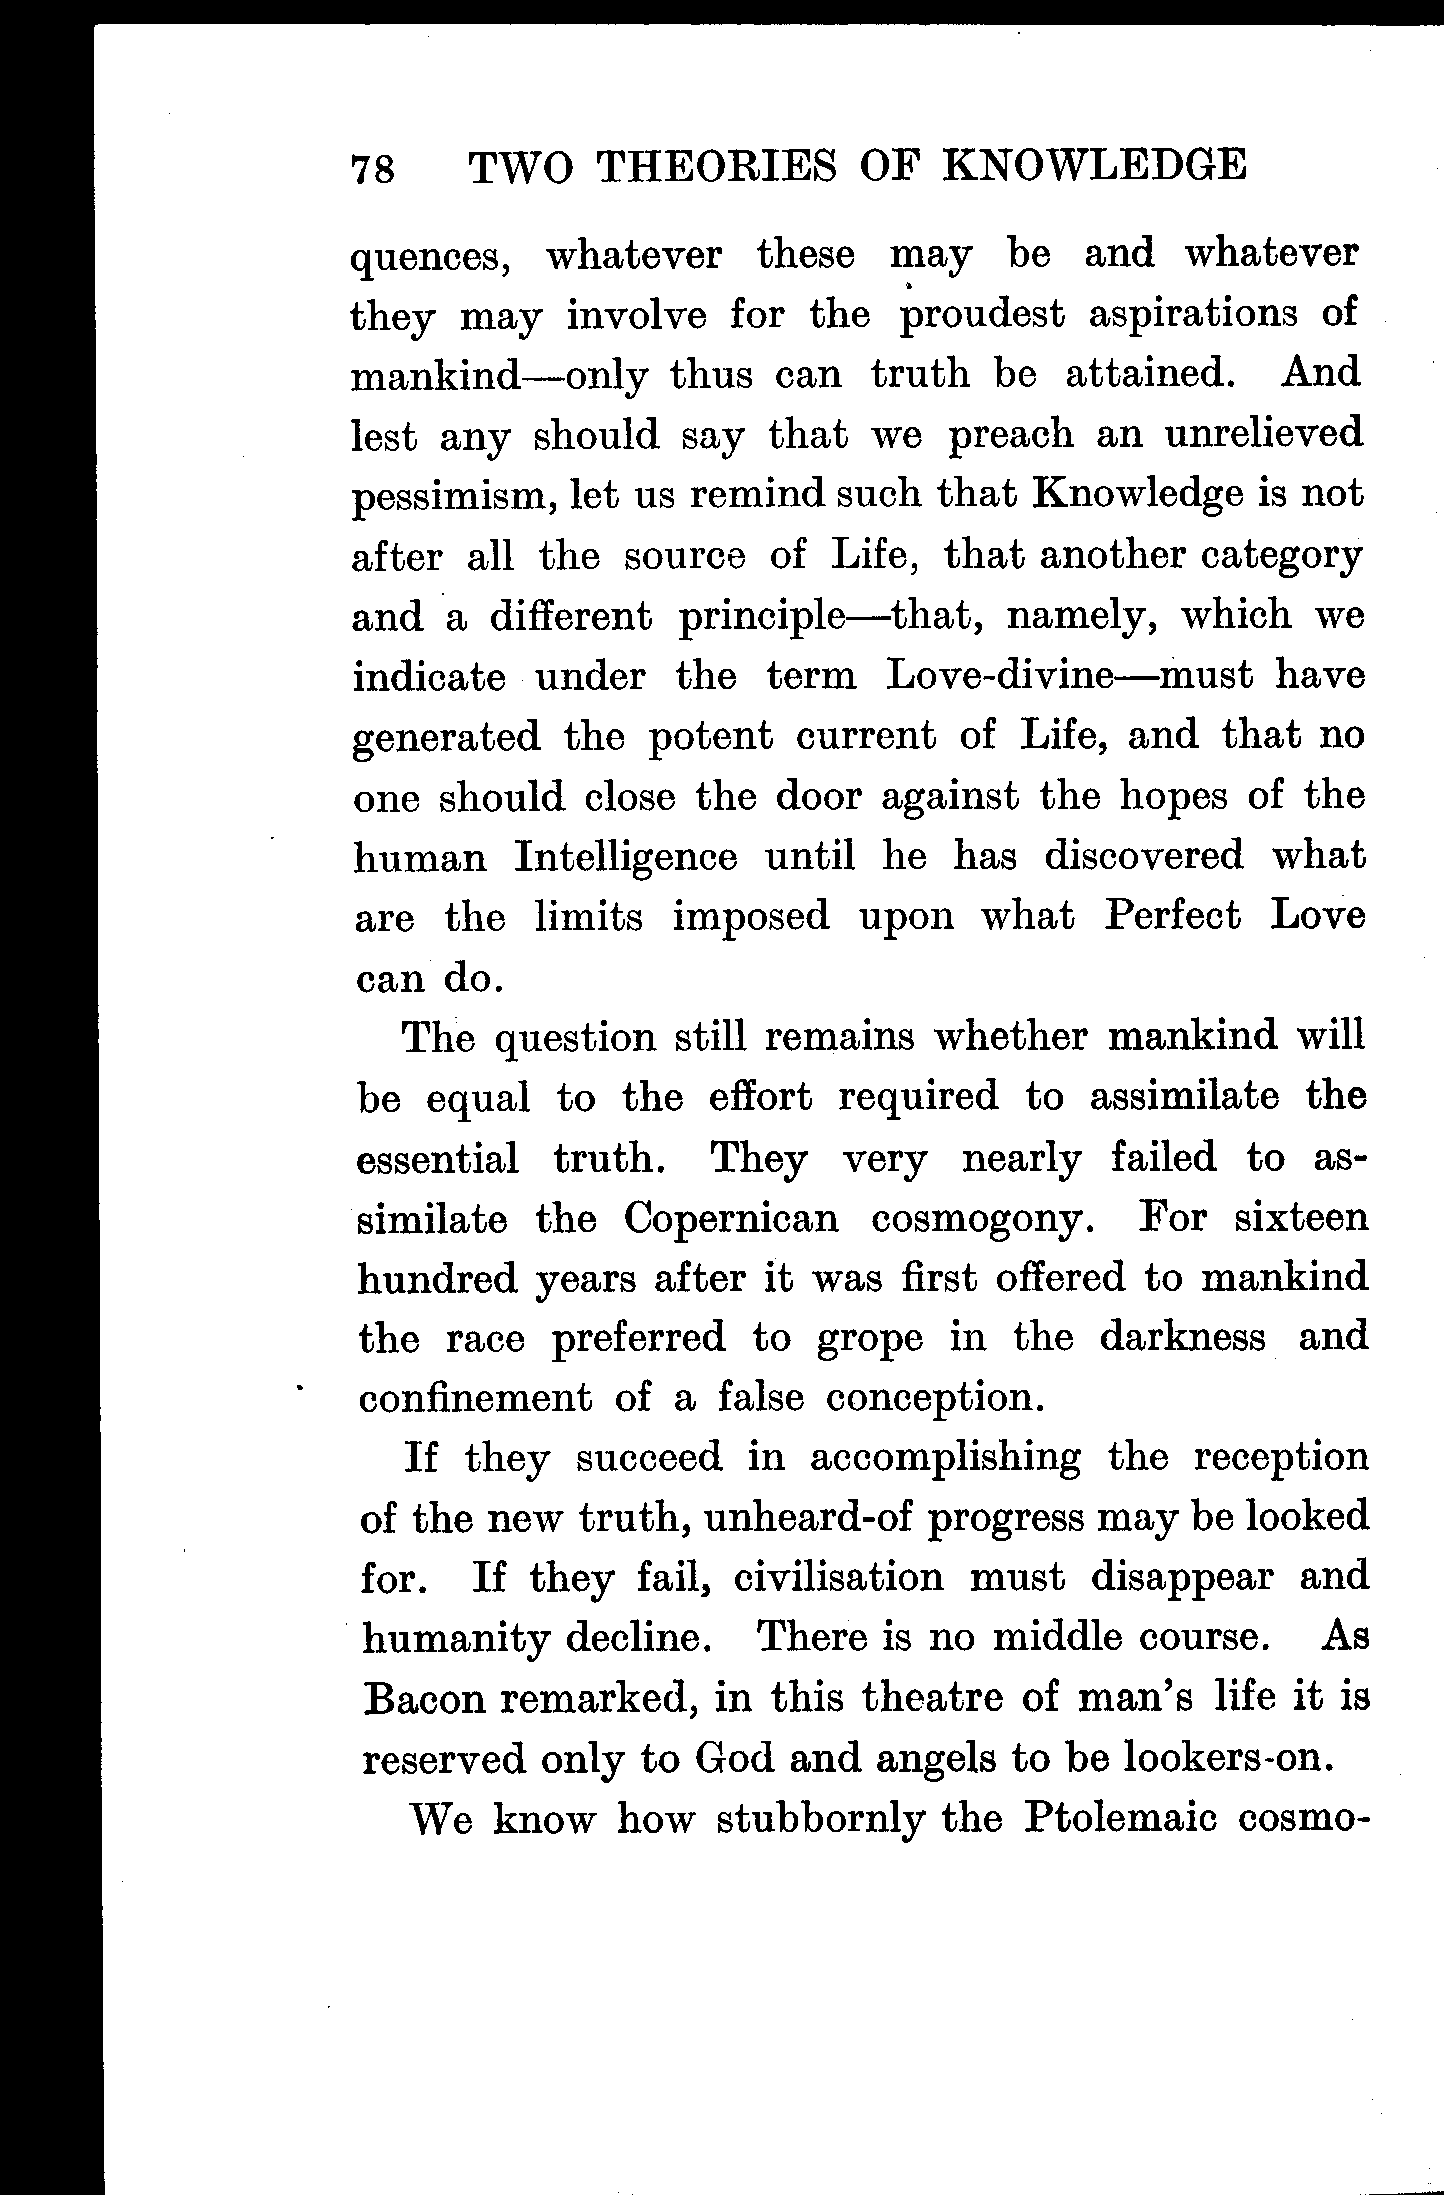 78 TWO THEORIES OF KNOWLEDGE
quences, whatever these may be and whatever
they may involve for the proudest aspirations of
mankind—only thus can truth be attained. And
lest any should say that we preach an unrelieved
pessimism, let us remind such that Knowledge is not
after all the source of Life, that another category
and a different principle—that, namely, which we
indicate under the term Love-divine—must have
generated the potent current of Life, and that no
one should close the door against the hopes of the
human Intelligence until he has discovered what
are the limits imposed upon what Perfect Love
can do.
The question still remains whether mankind will
be equal to the effort required to assimilate the
essential truth. They very nearly failed to as-
similate the Copernican cosmogony. For sixteen
hundred years after it was first offered to mankind
the race preferred to grope in the darkness and
confinement of a false conception.
If they succeed in accomplishing the reception
of the new truth, unheard-of progress may be looked
for. If they fail, civilisation must disappear and
humanity decline. There is no middle course. As
Bacon remarked, in this theatre of man's life it is
reserved only to God and angels to be lookers-on.
We know how stubbornly the Ptolemaic cosmo-